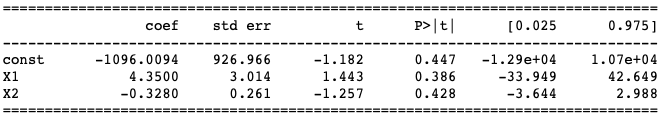 coef std err t P>|t| [0.025 0.975]
const -1096.0094 926.966 -1.182 0.447 -1.29e+04 1.07e+04
X1 4.3500 3.014 1.443 0.386 -33.949 42.649
X2 -0.3280 0.261 -1.257 0.428 -3.644 2.988